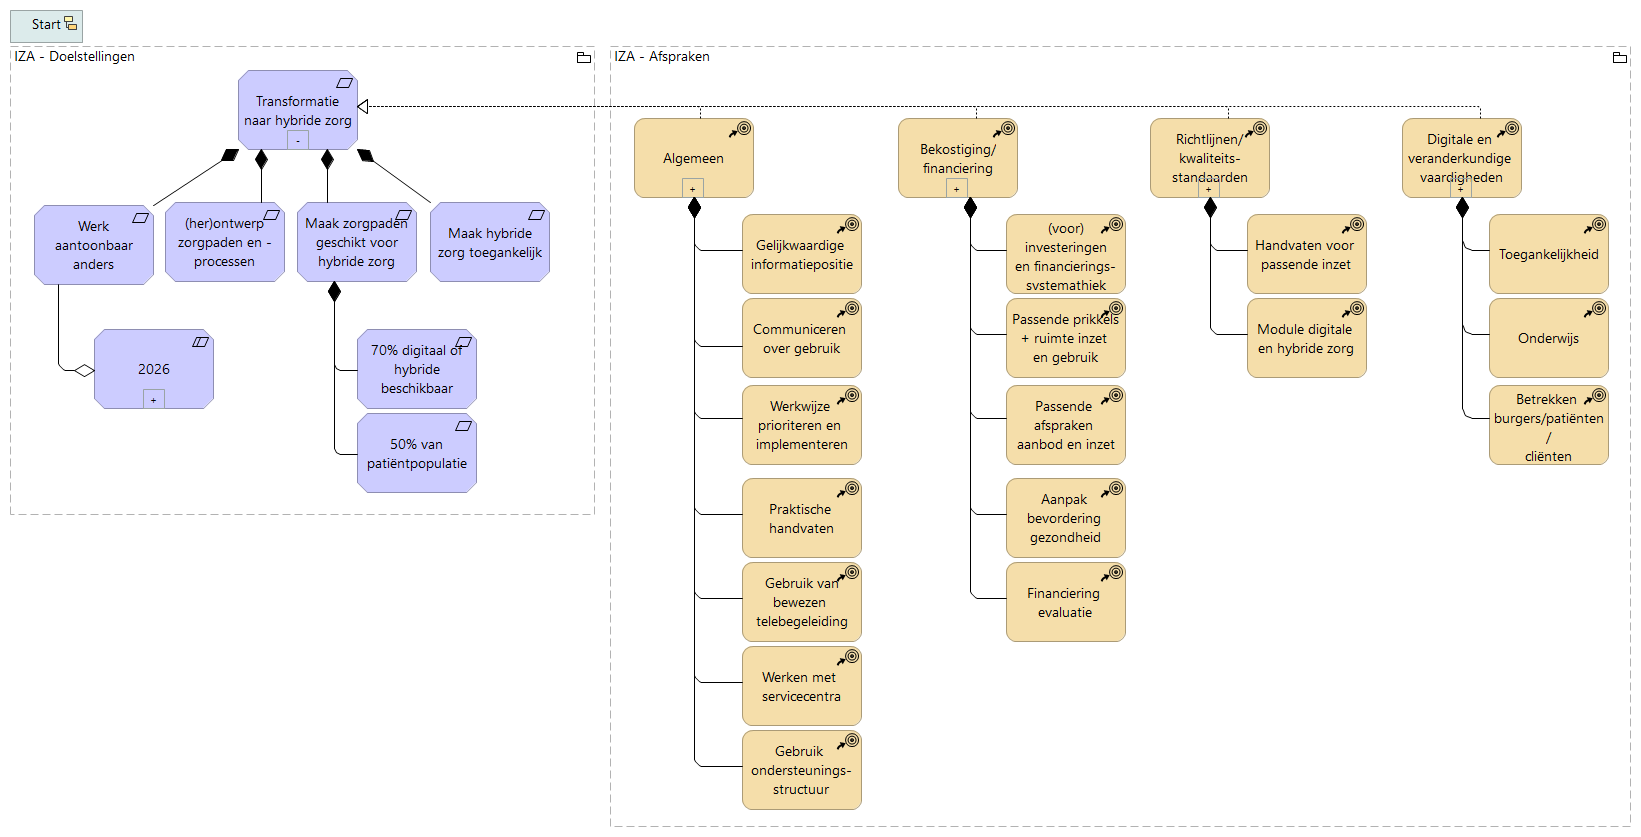 Start
IZA - Doelstellingen
Transformatie
naar hybride zorg
-
Werk
aantoonbaar
anders
(her)ontwerp
zorgpaden en -
processen
Maak zorgpaden
geschikt voor
hybride zorg
Maak hybride
zorg toegankelijk
2026
+
70% digitaal of
hybride
beschikbaar
50% van
patiëntpopulatie
IZA - Afspraken
Algemeen
+
Gelijkwaardige
informatiepositie
Communiceren
over gebruik
Werkwijze
prioriteren en
implementeren
Praktische
handvaten
Gebruik van
bewezen
telebegeleiding
Werken met
servicecentra
Gebruik
ondersteunings-
structuur
Bekostiging/
financiering
+
(voor)
investeringen
en financierings-
systemathiek
Passende prikkels
+ ruimte inzet
en gebruik
Passende
afspraken
aanbod en inzet
Aanpak
bevordering
gezondheid
Financiering
evaluatie
Richtlijnen/
kwaliteits-
standaarden
+
Handvaten voor
passende inzet
Module digitale
en hybride zorg
Digitale en
veranderkundige
vaardigheden
+
Toegankelijkheid
Onderwijs
Betrekken
burgers/patiënten
/
cliënten